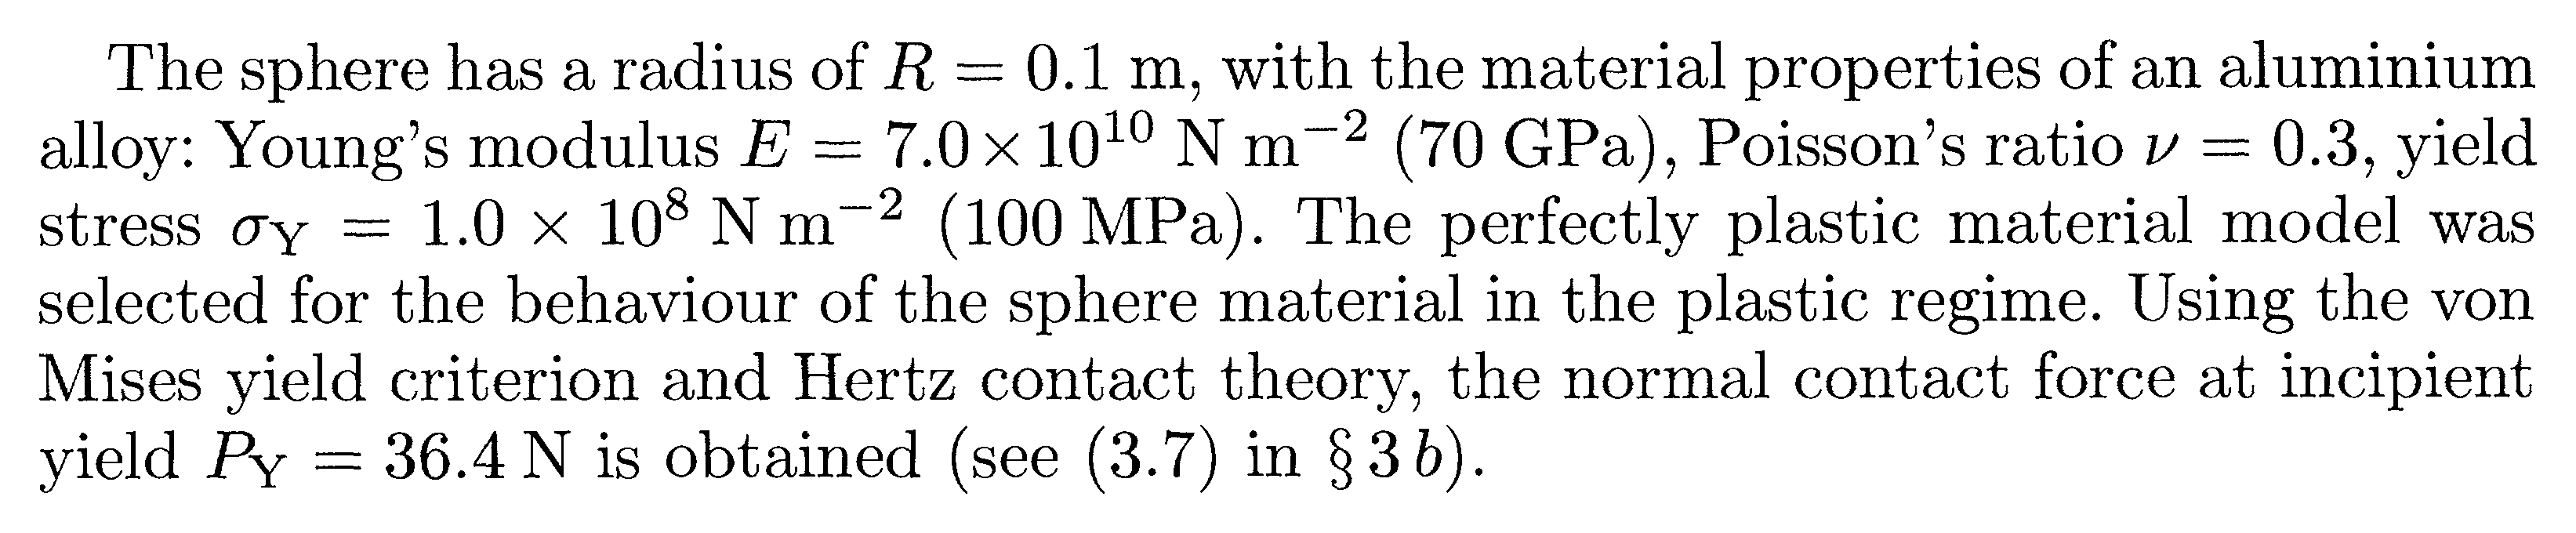 The sphere has a radius of R = 0.1 m, with the material properties of an aluminium
alloy: Young's modulus E = 7.0×10¹⁰ N m⁻² (70 GPa), Poisson's ratio ν = 0.3, yield
stress σ_Y = 1.0 × 10⁸ N m⁻² (100 MPa). The perfectly plastic material model was
selected for the behaviour of the sphere material in the plastic regime. Using the von
Mises yield criterion and Hertz contact theory, the normal contact force at incipient
yield P_Y = 36.4 N is obtained (see (3.7) in § 3 b).